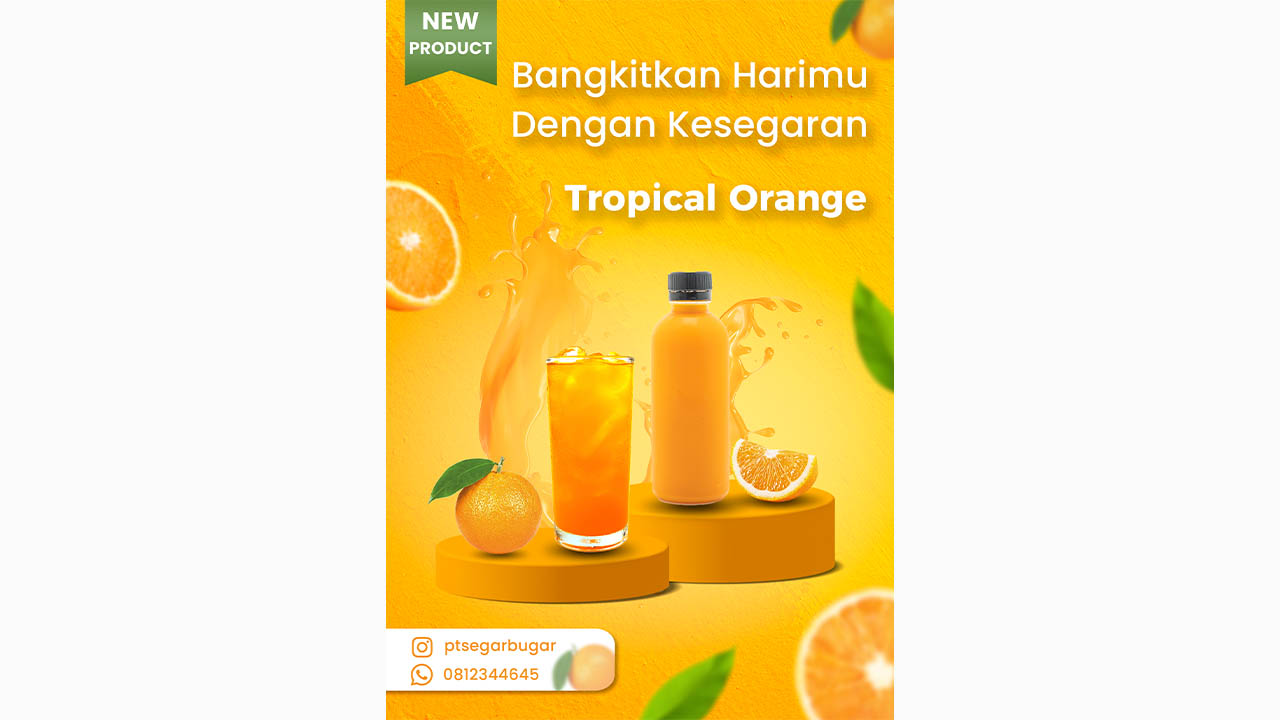 NEW
PRODUCT
Bangkitkan Harimu
Dengan Kesegaran
Tropical Orange
ptsegarbugar
0812344645